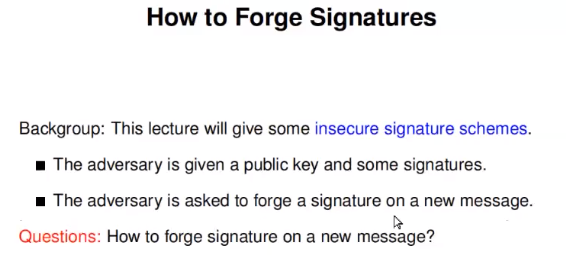 How to Forge Signatures
Backgroup: This lecture will give some insecure signature schemes.
The adversary is given a public key and some signatures.
The adversary is asked to forge a signature on a new message.
Questions: How to forge signature on a new message?